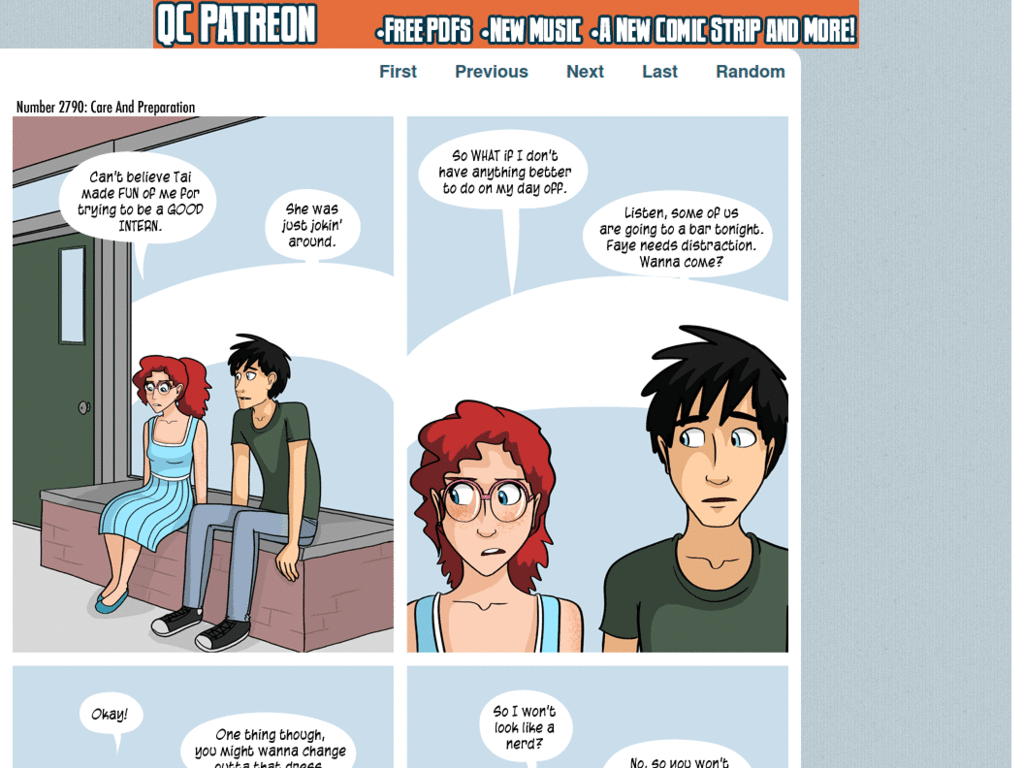 QC PATREON
•FREE PDFS •NEW MUSIC •A NEW COMIC STRIP AND MORE!
First Previous Next Last Random
Number 2790: Care And Preparation
Can't believe Tai
made FUN of me for
trying to be a GOOD
INTERN.
She was
just jokin'
around.
So WHAT if I don't
have anything better
to do on my day off.
Listen, some of us
are going to a bar tonight.
Faye needs distraction.
Wanna come?
Okay!
One thing though,
you might wanna change
outta that dress.
So I won't
look like a
nerd?
No, so you won't